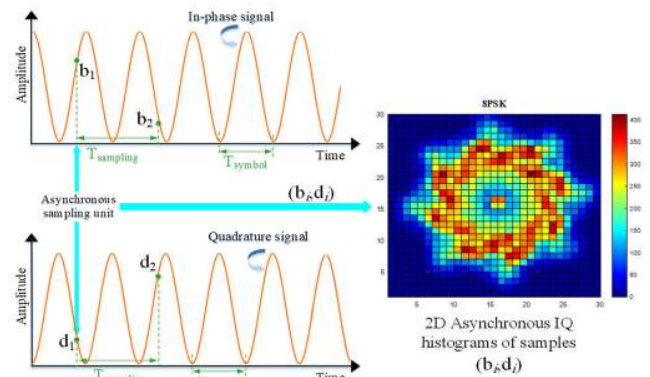 In-phase signal
Amplitude
b1
b2
Tsampling
Tsymbol
Time
Asynchronous
sampling unit
(bi,di)
Quadrature signal
Amplitude
d2
d1
Time
8PSK
30
25
20
15
10
5
5 10 15 20 25 30
400
350
300
250
200
150
100
50
0
2D Asynchronous IQ
histograms of samples
(bi,di)